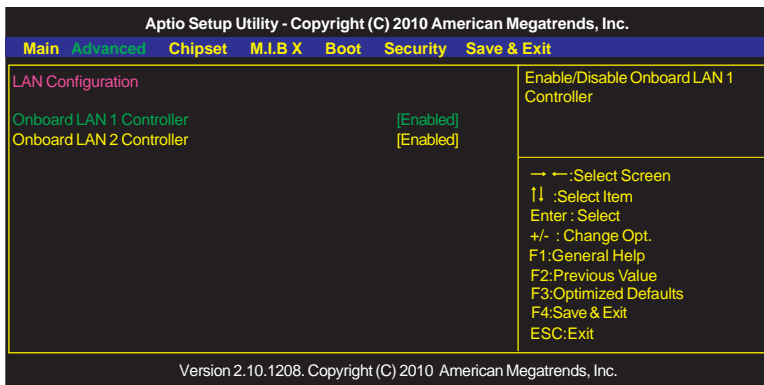 Aptio Setup Utility - Copyright (C) 2010 American Megatrends, Inc.
Main Advanced Chipset M.I.B X Boot Security Save & Exit
LAN Configuration
Onboard LAN 1 Controller [Enabled]
Onboard LAN 2 Controller [Enabled]
Enable/Disable Onboard LAN 1
Controller
→ ←:Select Screen
↑↓ :Select Item
Enter : Select
+/- : Change Opt.
F1:General Help
F2:Previous Value
F3:Optimized Defaults
F4:Save & Exit
ESC:Exit
Version 2.10.1208. Copyright (C) 2010 American Megatrends, Inc.